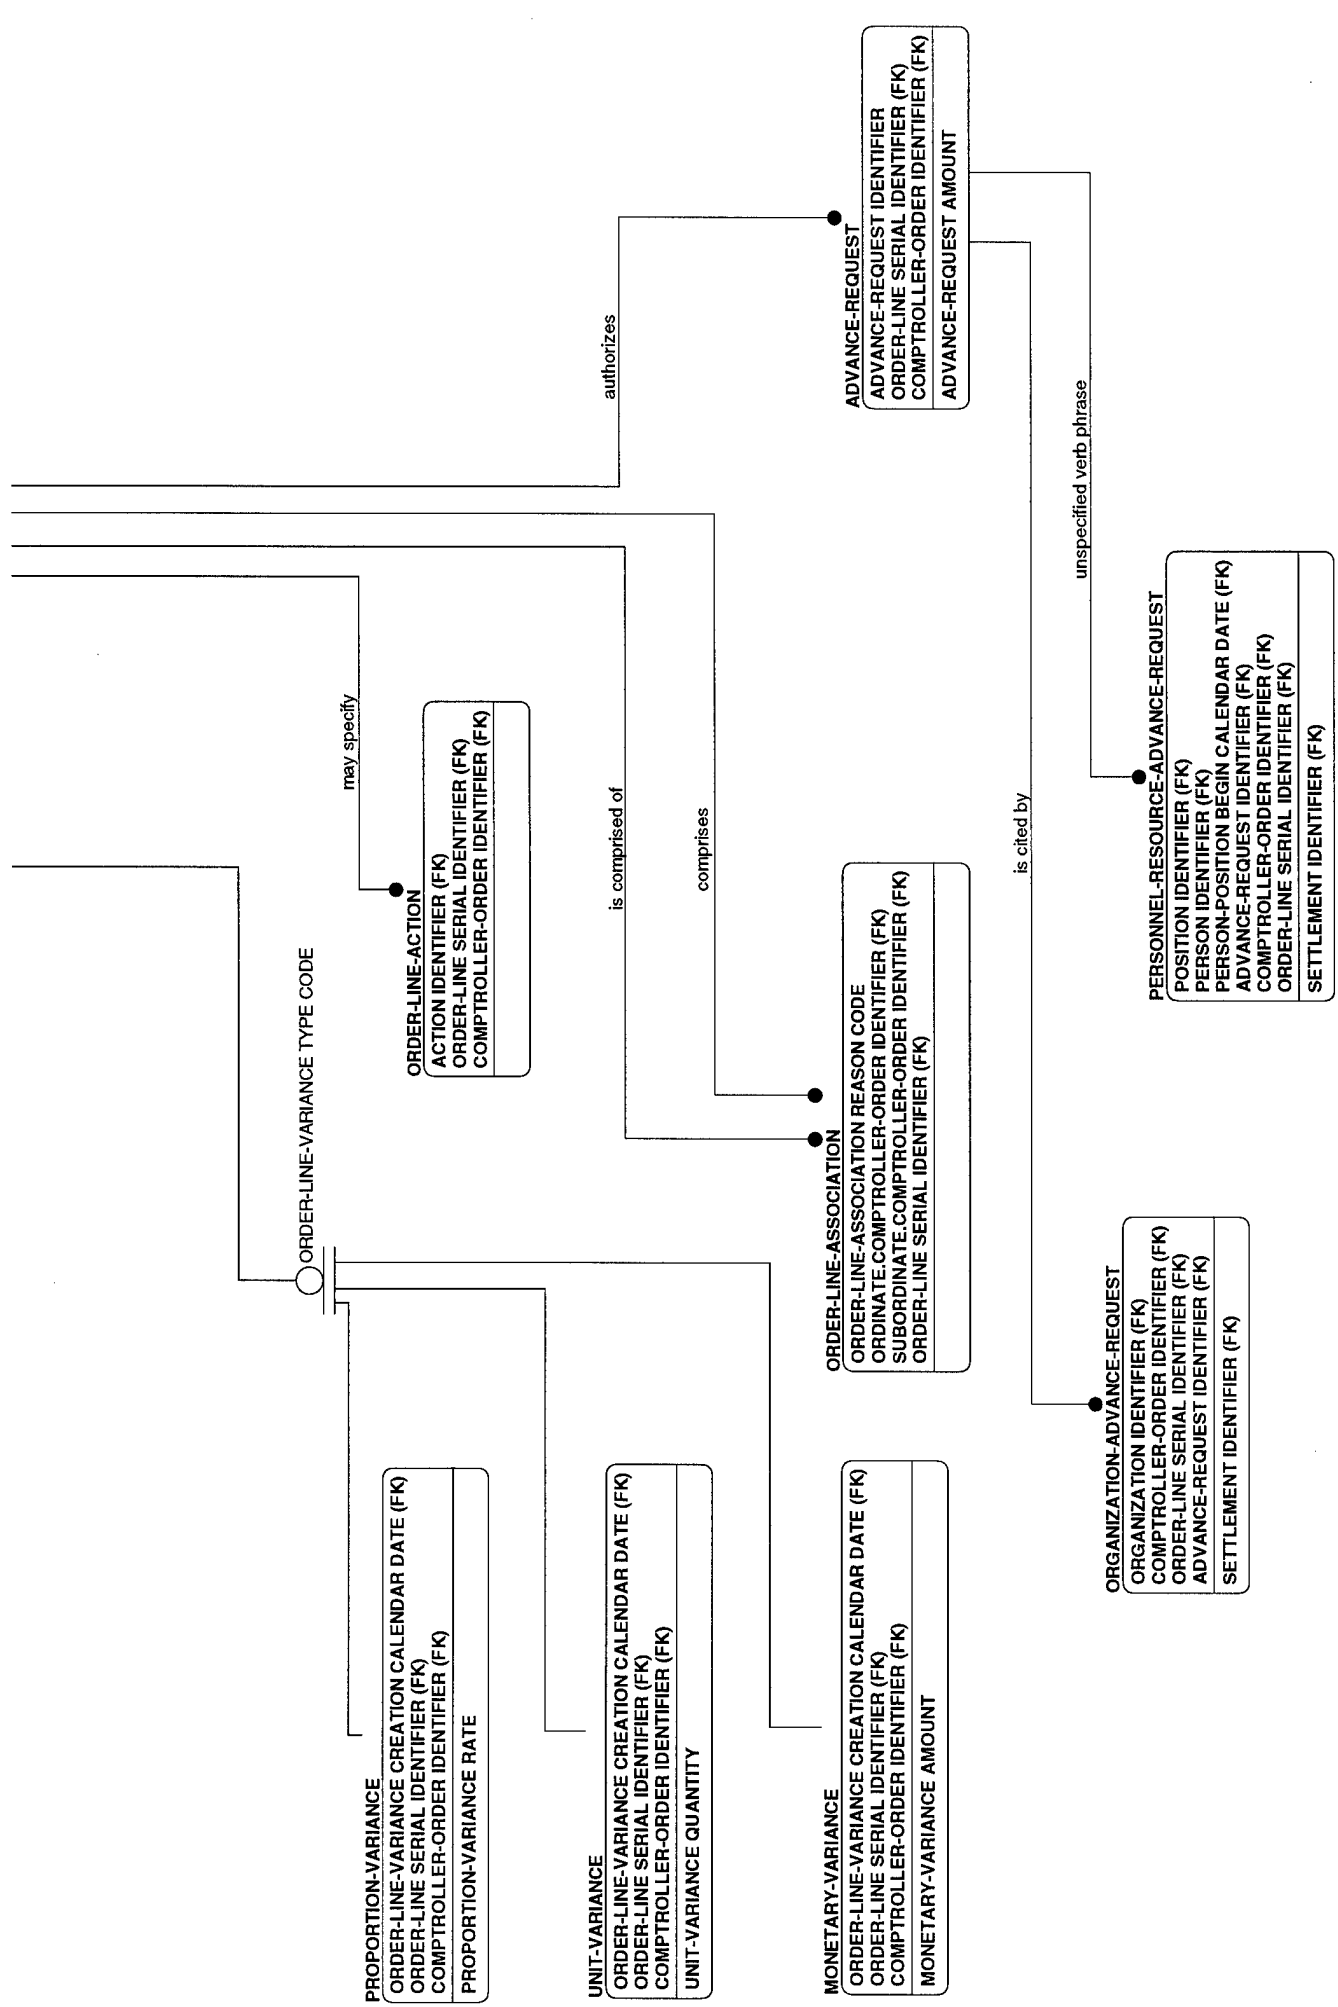 PROPORTION-VARIANCE
ORDER-LINE-VARIANCE CREATION CALENDAR DATE (FK)
ORDER-LINE SERIAL IDENTIFIER (FK)
COMPTROLLER-ORDER IDENTIFIER (FK)
PROPORTION-VARIANCE RATE
UNIT-VARIANCE
ORDER-LINE-VARIANCE CREATION CALENDAR DATE (FK)
ORDER-LINE SERIAL IDENTIFIER (FK)
COMPTROLLER-ORDER IDENTIFIER (FK)
UNIT-VARIANCE QUANTITY
MONETARY-VARIANCE
ORDER-LINE-VARIANCE CREATION CALENDAR DATE (FK)
ORDER-LINE SERIAL IDENTIFIER (FK)
COMPTROLLER-ORDER IDENTIFIER (FK)
MONETARY-VARIANCE AMOUNT
ORDER-LINE-VARIANCE TYPE CODE
may specify
ORDER-LINE-ACTION
ACTION IDENTIFIER (FK)
ORDER-LINE SERIAL IDENTIFIER (FK)
COMPTROLLER-ORDER IDENTIFIER (FK)
is comprised of
comprises
ORDER-LINE-ASSOCIATION
ORDER-LINE-ASSOCIATION REASON CODE
ORDINATE.COMPTROLLER-ORDER IDENTIFIER (FK)
SUBORDINATE.COMPTROLLER-ORDER IDENTIFIER (FK)
ORDER-LINE SERIAL IDENTIFIER (FK)
authorizes
ADVANCE-REQUEST
ADVANCE-REQUEST IDENTIFIER
ORDER-LINE SERIAL IDENTIFIER (FK)
COMPTROLLER-ORDER IDENTIFIER (FK)
ADVANCE-REQUEST AMOUNT
is cited by
unspecified verb phrase
ORGANIZATION-ADVANCE-REQUEST
ORGANIZATION IDENTIFIER (FK)
COMPTROLLER-ORDER IDENTIFIER (FK)
ORDER-LINE SERIAL IDENTIFIER (FK)
ADVANCE-REQUEST IDENTIFIER (FK)
SETTLEMENT IDENTIFIER (FK)
PERSONNEL-RESOURCE-ADVANCE-REQUEST
POSITION IDENTIFIER (FK)
PERSON IDENTIFIER (FK)
PERSON-POSITION BEGIN CALENDAR DATE (FK)
ADVANCE-REQUEST IDENTIFIER (FK)
COMPTROLLER-ORDER IDENTIFIER (FK)
ORDER-LINE SERIAL IDENTIFIER (FK)
SETTLEMENT IDENTIFIER (FK)